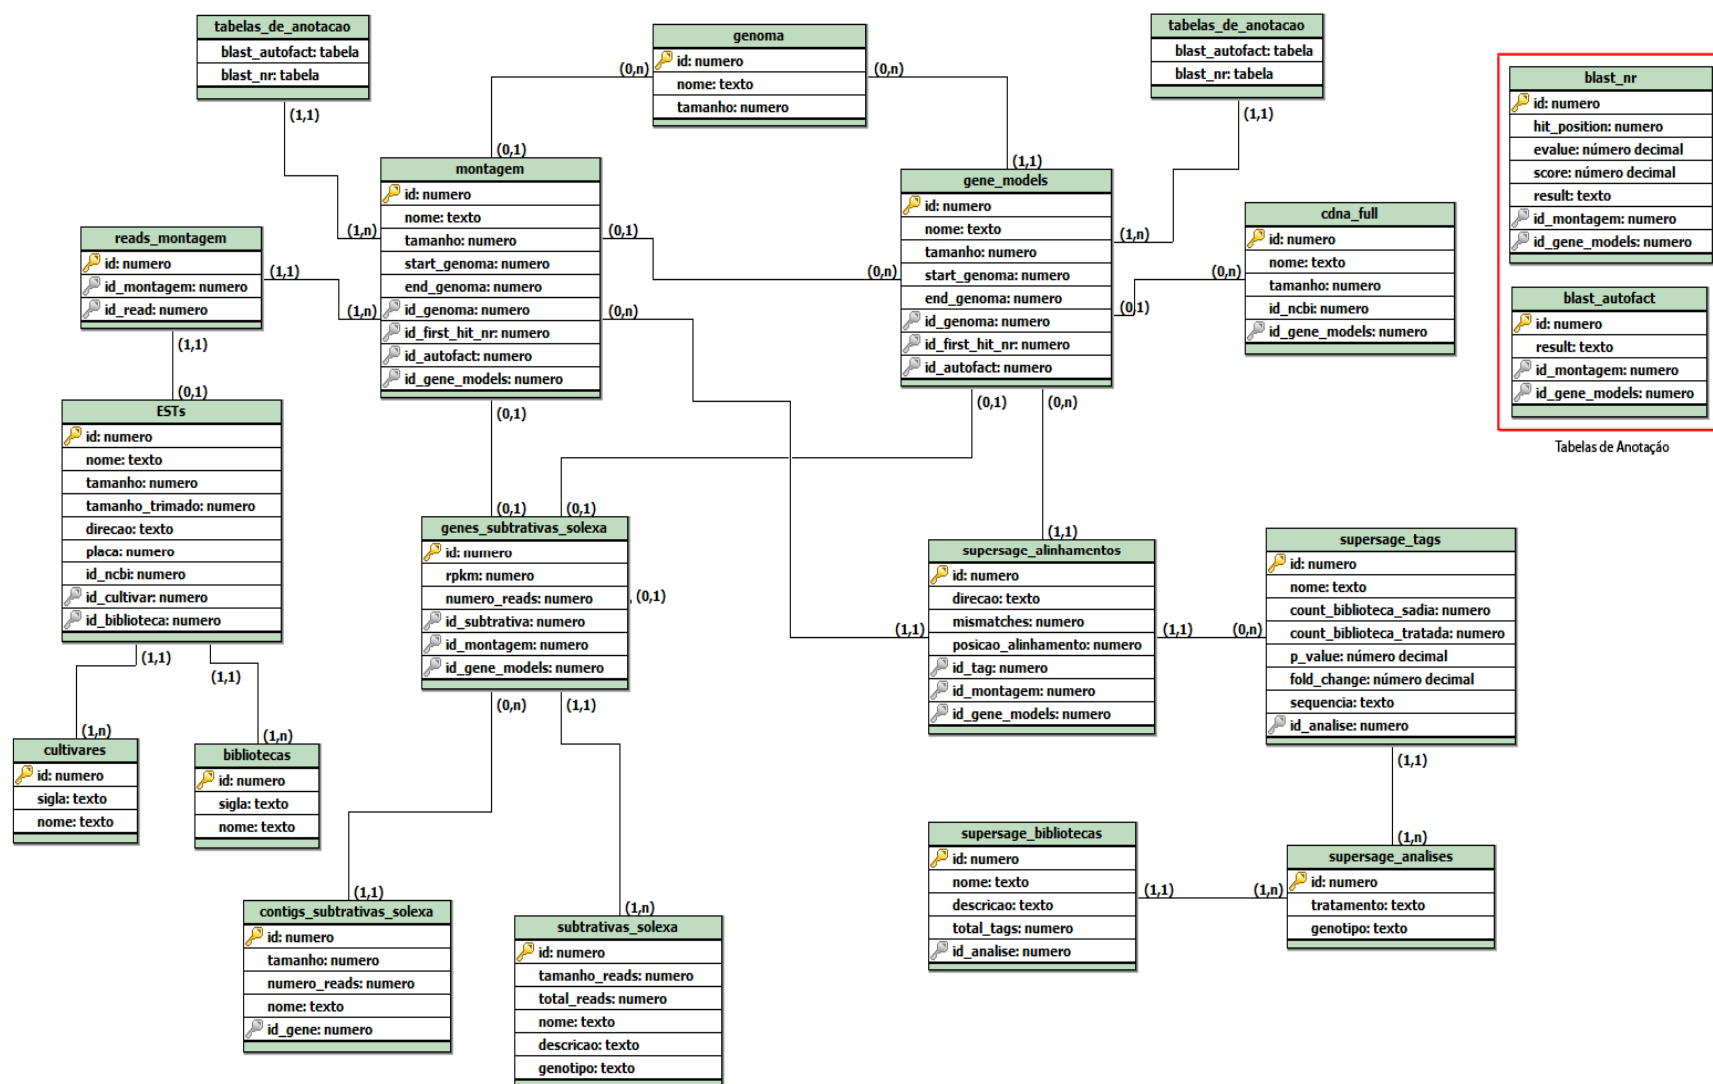 tabelas_de_anotacao
blast_autofact: tabela
blast_nr: tabela
(1,1)
genoma
id: numero
nome: texto
tamanho: numero
(0,n)
(0,n)
tabelas_de_anotacao
blast_autofact: tabela
blast_nr: tabela
(1,1)
blast_nr
id: numero
hit_position: numero
evalue: número decimal
score: número decimal
result: texto
id_montagem: numero
id_gene_models: numero
blast_autofact
id: numero
result: texto
id_montagem: numero
id_gene_models: numero
Tabelas de Anotação
(0,1)
montagem
id: numero
nome: texto
tamanho: numero
start_genoma: numero
end_genoma: numero
id_genoma: numero
id_first_hit_nr: numero
id_autofact: numero
id_gene_models: numero
(1,n)
(1,n)
(0,1)
(0,n)
(0,1)
(1,1)
gene_models
id: numero
nome: texto
tamanho: numero
start_genoma: numero
end_genoma: numero
id_genoma: numero
id_first_hit_nr: numero
id_autofact: numero
(0,n)
(1,n)
(0,1)
(0,1)
(0,n)
(0,n)
cdna_full
id: numero
nome: texto
tamanho: numero
id_ncbi: numero
id_gene_models: numero
reads_montagem
id: numero
id_montagem: numero
id_read: numero
(1,1)
(1,1)
(0,1)
ESTs
id: numero
nome: texto
tamanho: numero
tamanho_trimado: numero
direcao: texto
placa: numero
id_ncbi: numero
id_cultivar: numero
id_biblioteca: numero
(1,1)
(1,1)
(1,n)
cultivares
id: numero
sigla: texto
nome: texto
(1,n)
bibliotecas
id: numero
sigla: texto
nome: texto
(0,1)
(0,1)
genes_subtrativas_solexa
id: numero
rpkm: numero
numero_reads: numero
id_subtrativa: numero
id_montagem: numero
id_gene_models: numero
(0,1)
(0,n)
(1,1)
(1,1)
contigs_subtrativas_solexa
id: numero
tamanho: numero
numero_reads: numero
nome: texto
id_gene: numero
(1,n)
subtrativas_solexa
id: numero
tamanho_reads: numero
total_reads: numero
nome: texto
descricao: texto
genotipo: texto
(1,1)
supersage_alinhamentos
id: numero
direcao: texto
mismatches: numero
posicao_alinhamento: numero
id_tag: numero
id_montagem: numero
id_gene_models: numero
(1,1)
(1,1)
(0,n)
supersage_tags
id: numero
nome: texto
count_biblioteca_sadia: numero
count_biblioteca_tratada: numero
p_value: número decimal
fold_change: número decimal
sequencia: texto
id_analise: numero
(1,1)
supersage_bibliotecas
id: numero
nome: texto
descricao: texto
total_tags: numero
id_analise: numero
(1,1)
(1,n)
(1,n)
supersage_analises
id: numero
tratamento: texto
genotipo: texto